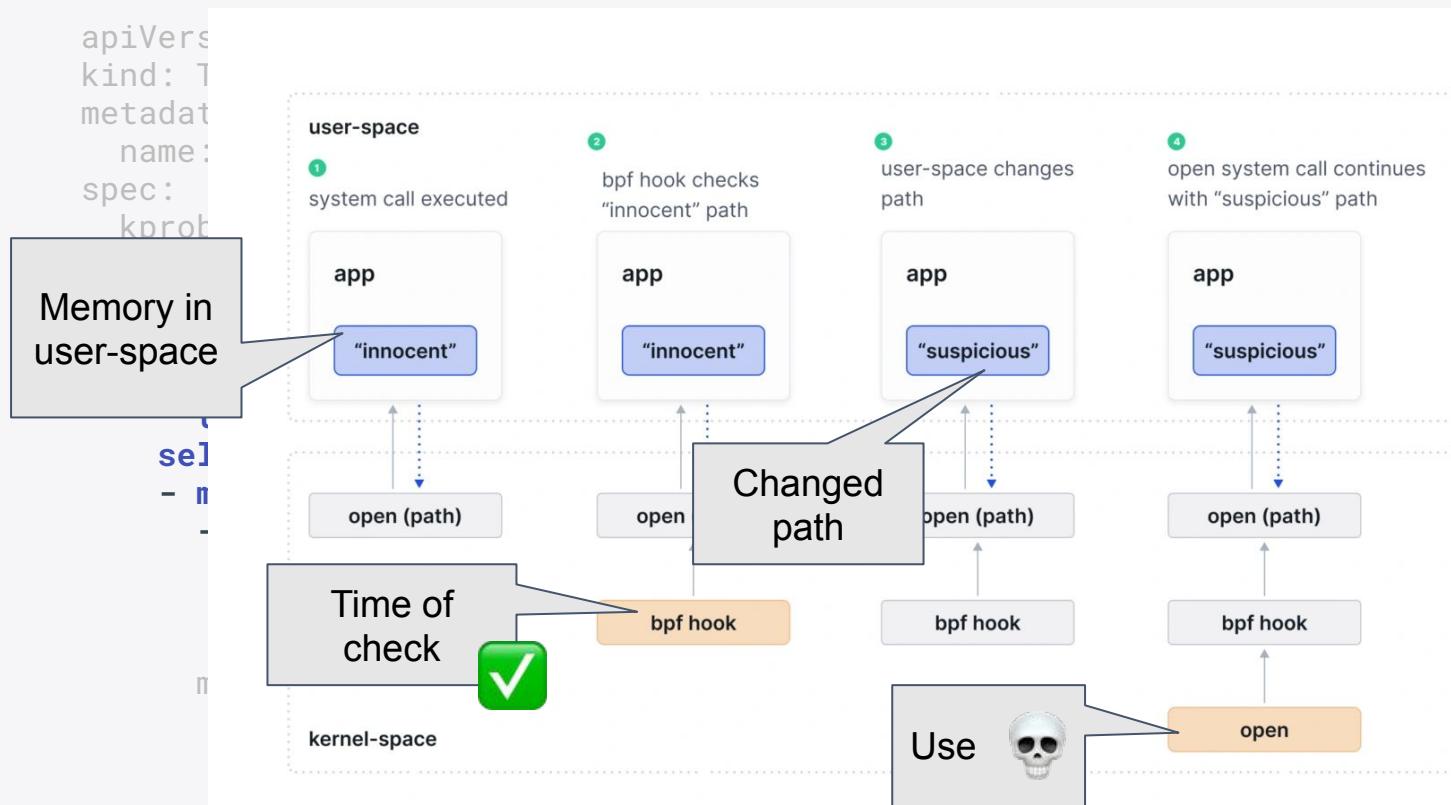 apiVers
kind: T
metadat
name:
spec:
kprob
sel
- m
-
m
user-space
1
system call executed
2
bpf hook checks
“innocent” path
3
user-space changes
path
4
open system call continues
with “suspicious” path
app
app
app
app
“innocent”
“innocent”
“suspicious”
“suspicious”
Memory in
user-space
Changed
path
open (path)
open
open (path)
open (path)
Time of
check
bpf hook
bpf hook
bpf hook
Use
open
kernel-space